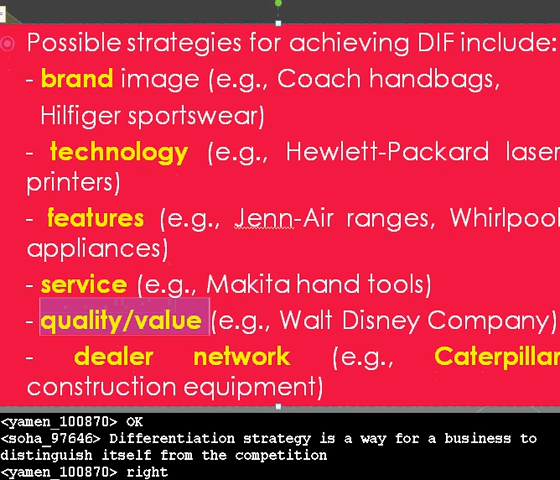 Possible strategies for achieving DIF include:
- brand image (e.g., Coach handbags,
Hilfiger sportswear)
- technology (e.g., Hewlett-Packard laser
printers)
- features (e.g., Jenn-Air ranges, Whirlpool
appliances)
- service (e.g., Makita hand tools)
- quality/value (e.g., Walt Disney Company)
- dealer network (e.g., Caterpillar
construction equipment)
<yamen_100870> OK
<soha_97646> Differentiation strategy is a way for a business to
distinguish itself from the competition
<yamen_100870> right